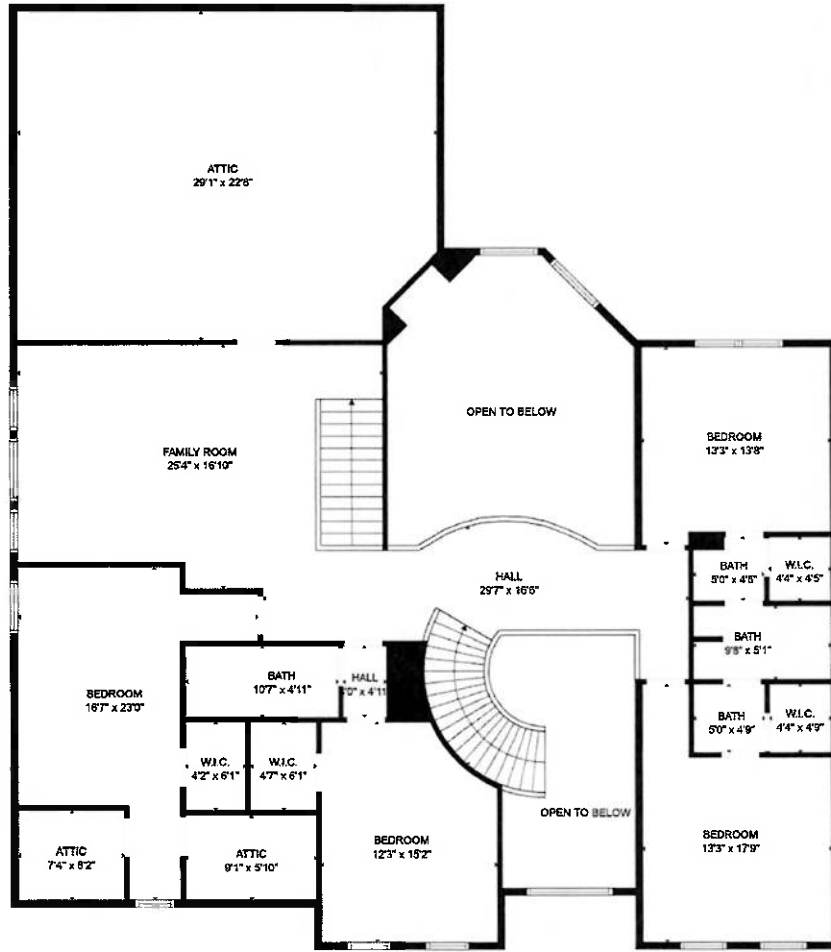 ATTIC
29'1" x 22'8"
OPEN TO BELOW
FAMILY ROOM
25'4" x 16'10"
BEDROOM
13'3" x 13'8"
HALL
29'7" x 16'6"
BATH
5'0" x 4'5"
W.I.C.
4'4" x 4'5"
BATH
9'8" x 5'1"
BATH
10'7" x 4'11"
HALL
4'11"
BEDROOM
16'7" x 23'0"
BATH
5'0" x 4'9"
W.I.C.
4'4" x 4'9"
W.I.C.
4'2" x 6'1"
W.I.C.
4'7" x 6'1"
OPEN TO BELOW
BEDROOM
12'3" x 15'2"
BEDROOM
13'3" x 17'9"
ATTIC
7'4" x 8'2"
ATTIC
9'1" x 5'10"